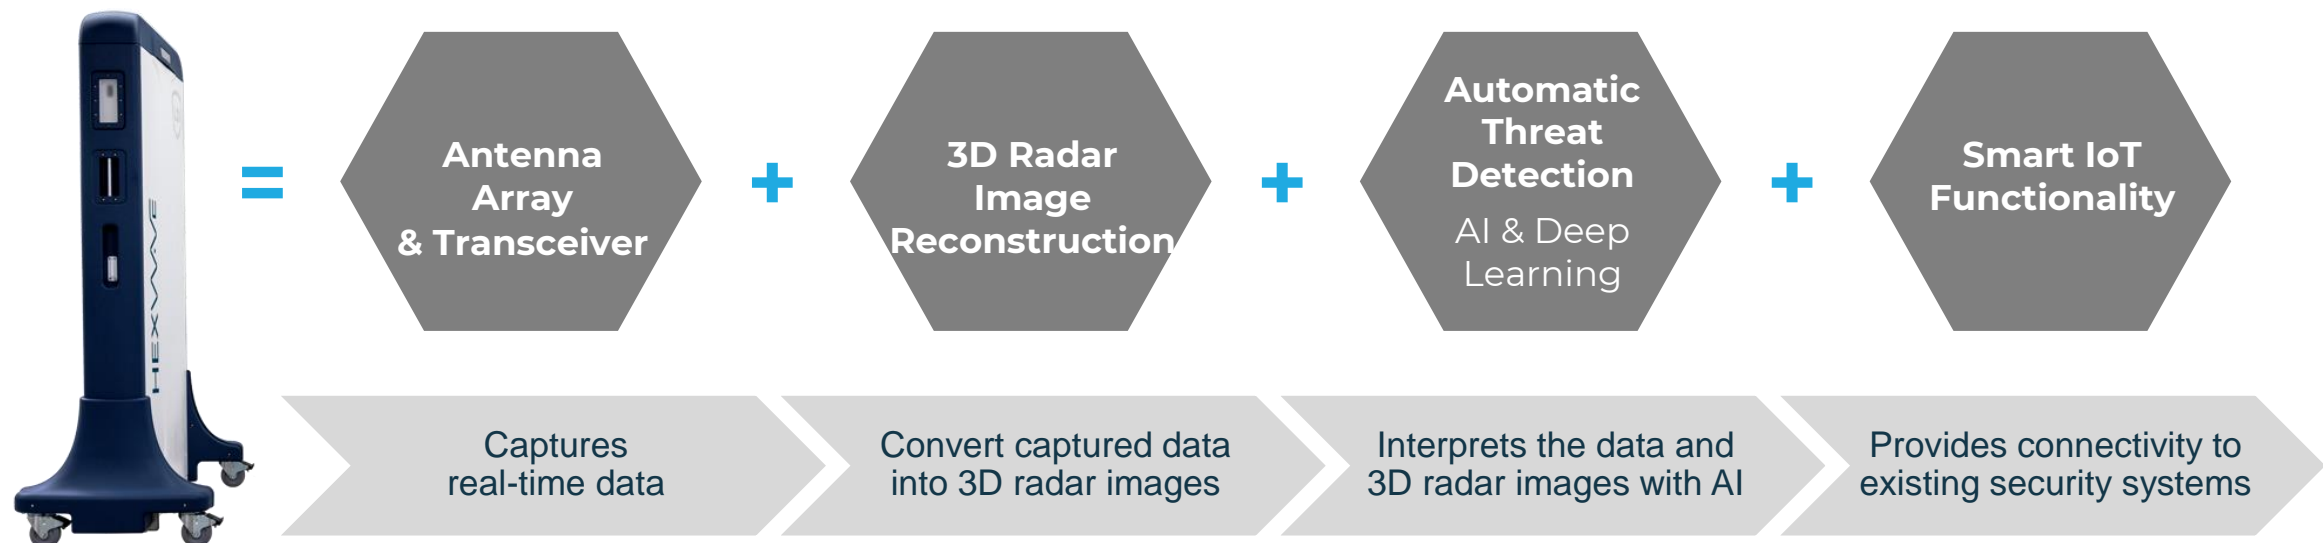 HEXWAVE
=
Antenna
Array
& Transceiver
+
3D Radar
Image
Reconstruction
+
Automatic
Threat
Detection
AI & Deep
Learning
+
Smart IoT
Functionality
Captures
real-time data
Convert captured data
into 3D radar images
Interprets the data and
3D radar images with AI
Provides connectivity to
existing security systems